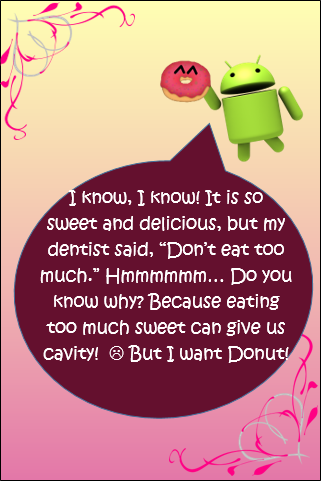 I know, I know! It is so
sweet and delicious, but my
dentist said, “Don’t eat too
much.” Hmmmmmm... Do you
know why? Because eating
too much sweet can give us
cavity! ☹ But I want Donut!